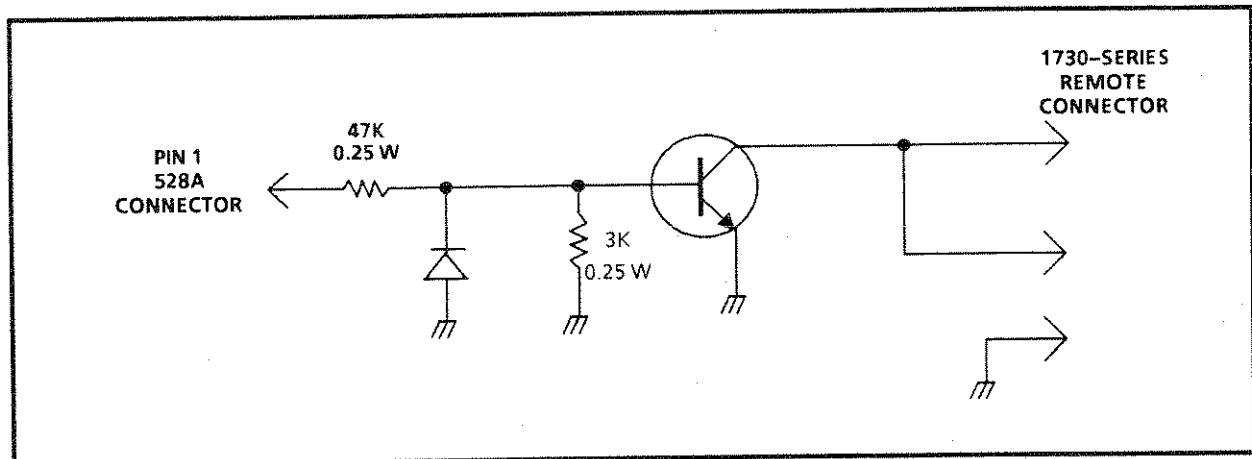 1730–SERIES
REMOTE
CONNECTOR
47K
0.25 W
PIN 1
528A
CONNECTOR
3K
0.25 W